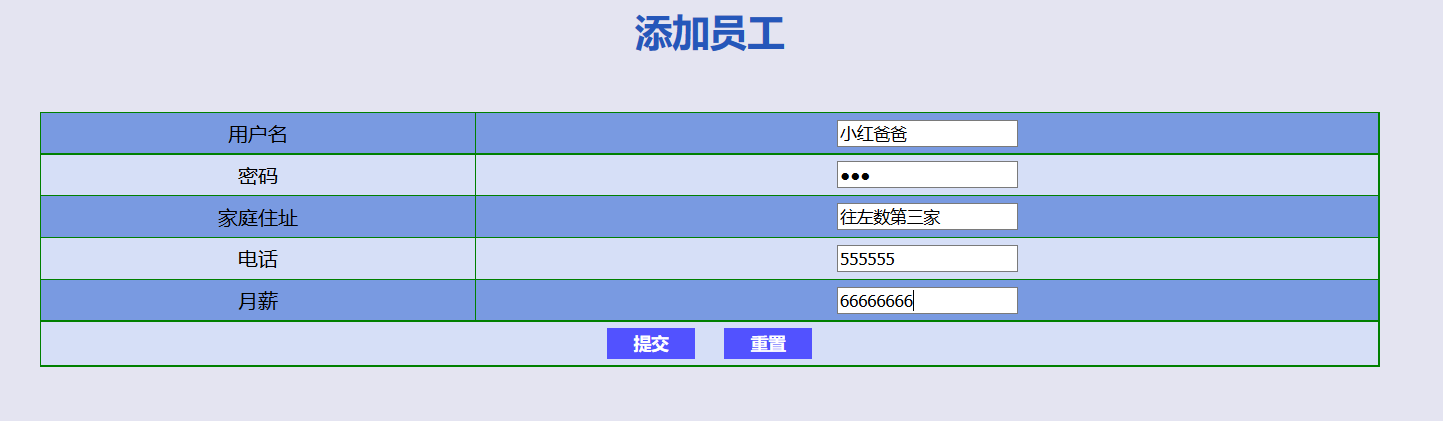 添加员工
用户名 小红爸爸
密码 ●●●
家庭住址 往左数第三家
电话 555555
月薪 66666666
提交 重置